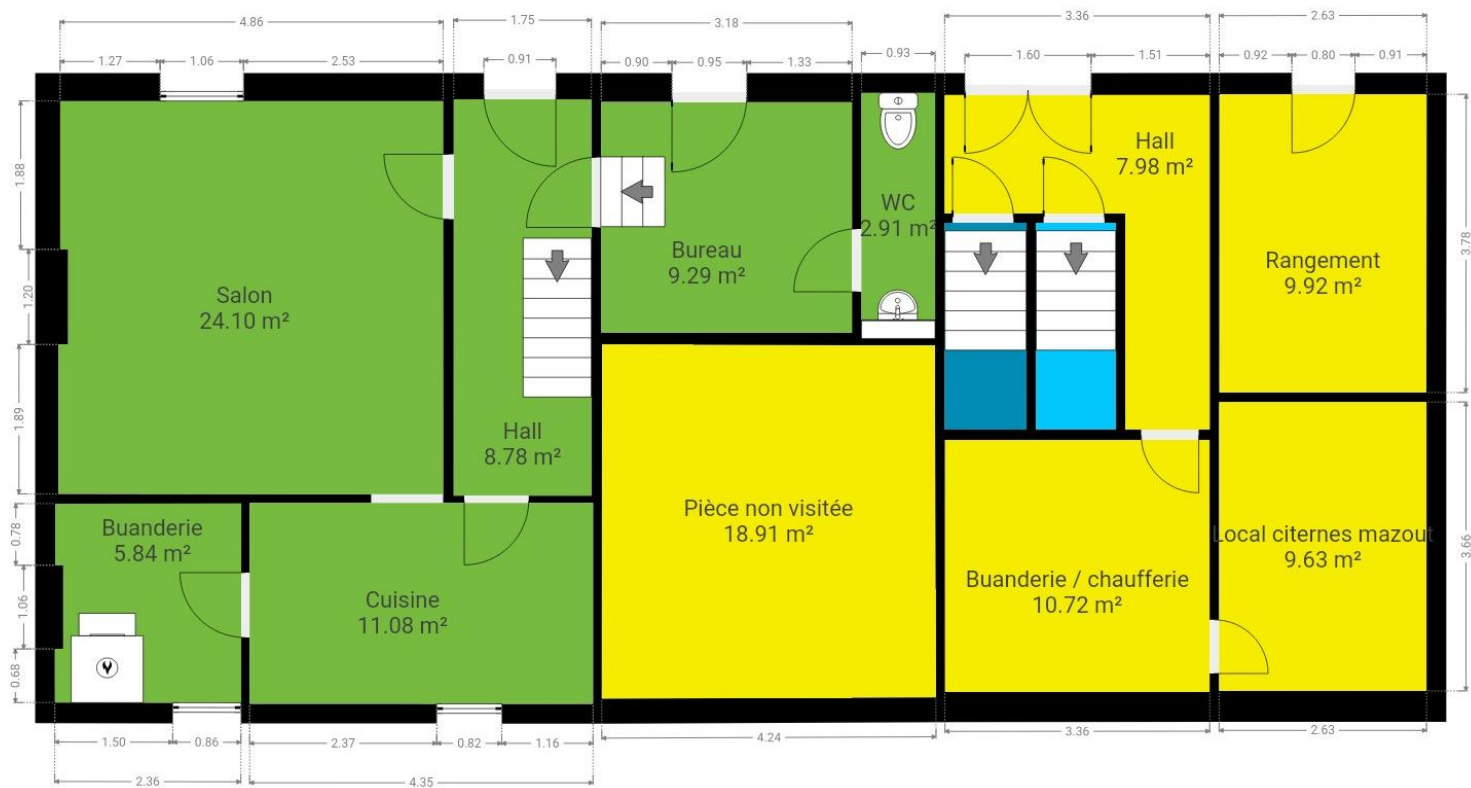 4.86
1.75
3.18
3.36
2.63
1.27
1.06
2.53
0.91
0.90
0.95
1.33
0.93
1.60
1.51
0.92
0.80
0.91
1.88
1.20
1.89
0.78
1.06
0.68
3.78
3.66
Hall
7.98 m²
WC
2.91 m²
Bureau
9.29 m²
Rangement
9.92 m²
Salon
24.10 m²
Hall
8.78 m²
Pièce non visitée
18.91 m²
Buanderie
5.84 m²
Local citernes mazout
9.63 m²
Cuisine
11.08 m²
Buanderie / chaufferie
10.72 m²
1.50
0.86
2.37
0.82
1.16
4.24
3.36
2.63
2.36
4.35